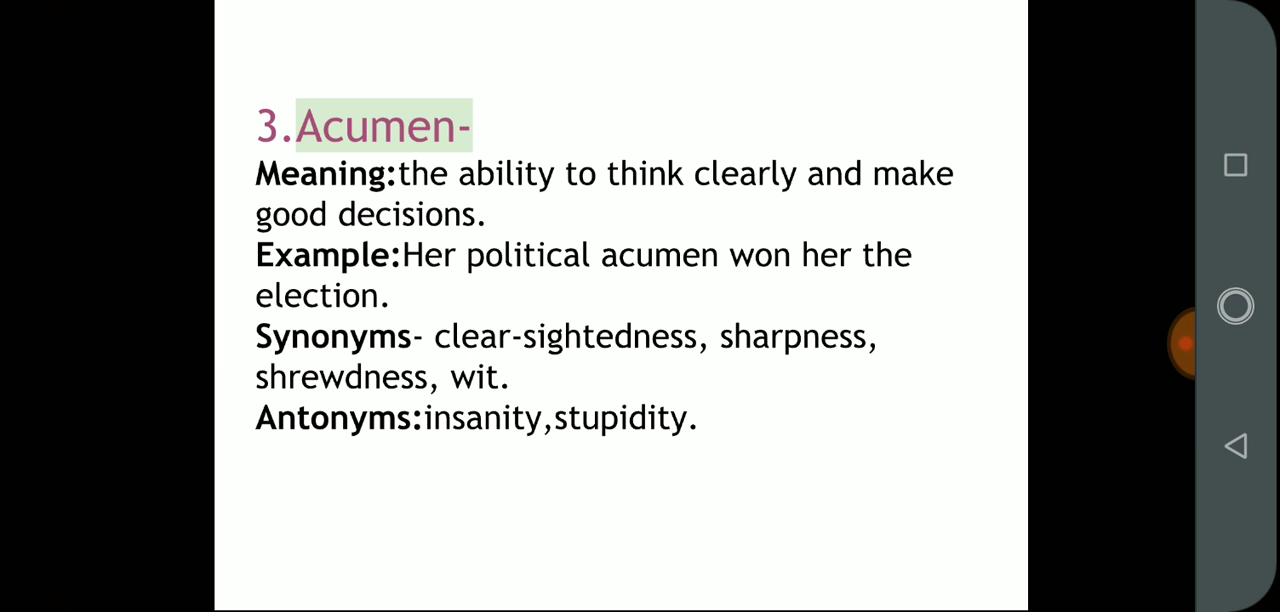 3.Acumen-
Meaning:the ability to think clearly and make
good decisions.
Example:Her political acumen won her the
election.
Synonyms- clear-sightedness, sharpness,
shrewdness, wit.
Antonyms:insanity,stupidity.